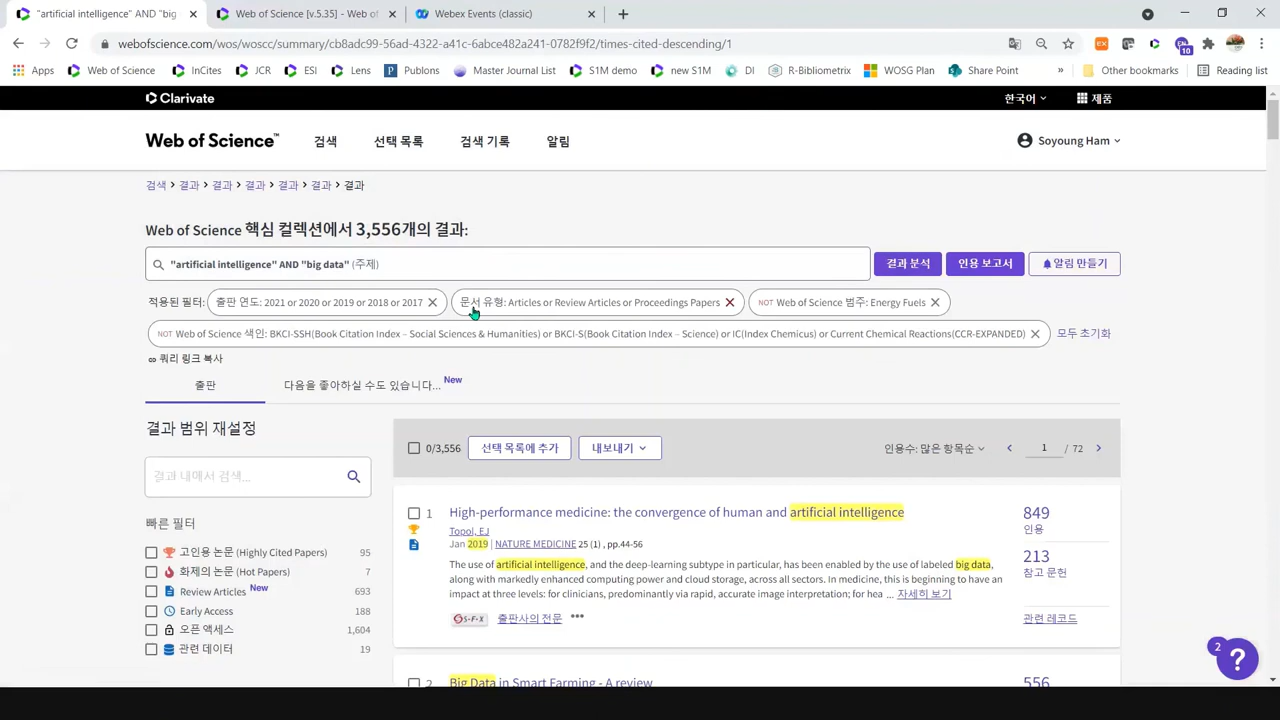 "artificial intelligence" AND "big
Web of Science [v.5.35] - Web of
Webex Events (classic)
webofscience.com/wos/woscc/summary/cb8adc99-56ad-4322-a41c-63bce482a241-0782f9f2/times-cited-descending/1
EX
10
Apps Web of Science InCites JCR ESI Lens Publons Master Journal List S1M demo new S1M DI R-Bibliometrix WOSG Plan Share Point » Other bookmarks Reading list
Clarivate 한국어 제품
Web of Science™ 검색 선택 목록 검색 기록 알림 Soyoung Ham
검색 > 결과 > 결과 > 결과 > 결과 > 결과 > 결과
Web of Science 핵심 컬렉션에서 3,556개의 결과:
"artificial intelligence" AND "big data" (주제) 결과 분석 인용 보고서 알림 만들기
적용된 필터: 출판 연도: 2021 or 2020 or 2019 or 2018 or 2017 문서 유형: Articles or Review Articles or Proceedings Papers NOT Web of Science 범주: Energy Fuels
NOT Web of Science 색인: BKCI-SSH(Book Citation Index – Social Sciences & Humanities) or BKCI-S(Book Citation Index – Science) or IC(Index Chemicus) or Current Chemical Reactions(CCR-EXPANDED) 모두 초기화
쿼리 링크 복사
출판 다음을 좋아하실 수도 있습니다... New
결과 범위 재설정
0/3,556 선택 목록에 추가 내보내기 인용수: 많은 항목순 1 / 72
결과 내에서 검색...
빠른 필터
고인용 논문 (Highly Cited Papers) 95
화제의 논문 (Hot Papers) 7
Review Articles New 693
Early Access 188
오픈 액세스 1,604
관련 데이터 19
1 High-performance medicine: the convergence of human and artificial intelligence
Topol, EJ
Jan 2019 | NATURE MEDICINE 25 (1) , pp.44-56
The use of artificial intelligence, and the deep-learning subtype in particular, has been enabled by the use of labeled big data,
along with markedly enhanced computing power and cloud storage, across all sectors. In medicine, this is beginning to have an
impact at three levels: for clinicians, predominantly via rapid, accurate image interpretation; for hea ... 자세히 보기
S·F·X 출판사의 전문 •••
849
인용
213
참고 문헌
관련 레코드
2 Big Data in Smart Farming - A review
556
2
?